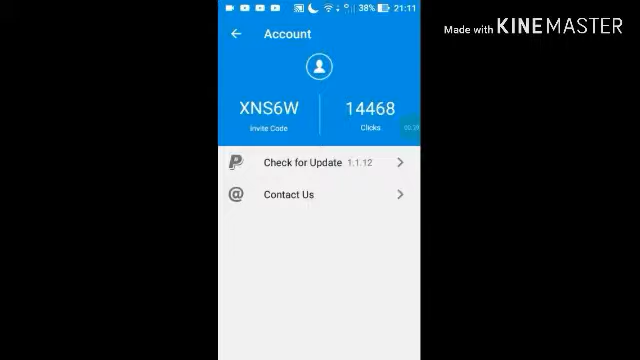 38% 21:11
Made with KINEMASTER
Account
XNS6W 14468
Invite Code Clicks
Check for Update 1.1.12
Contact Us